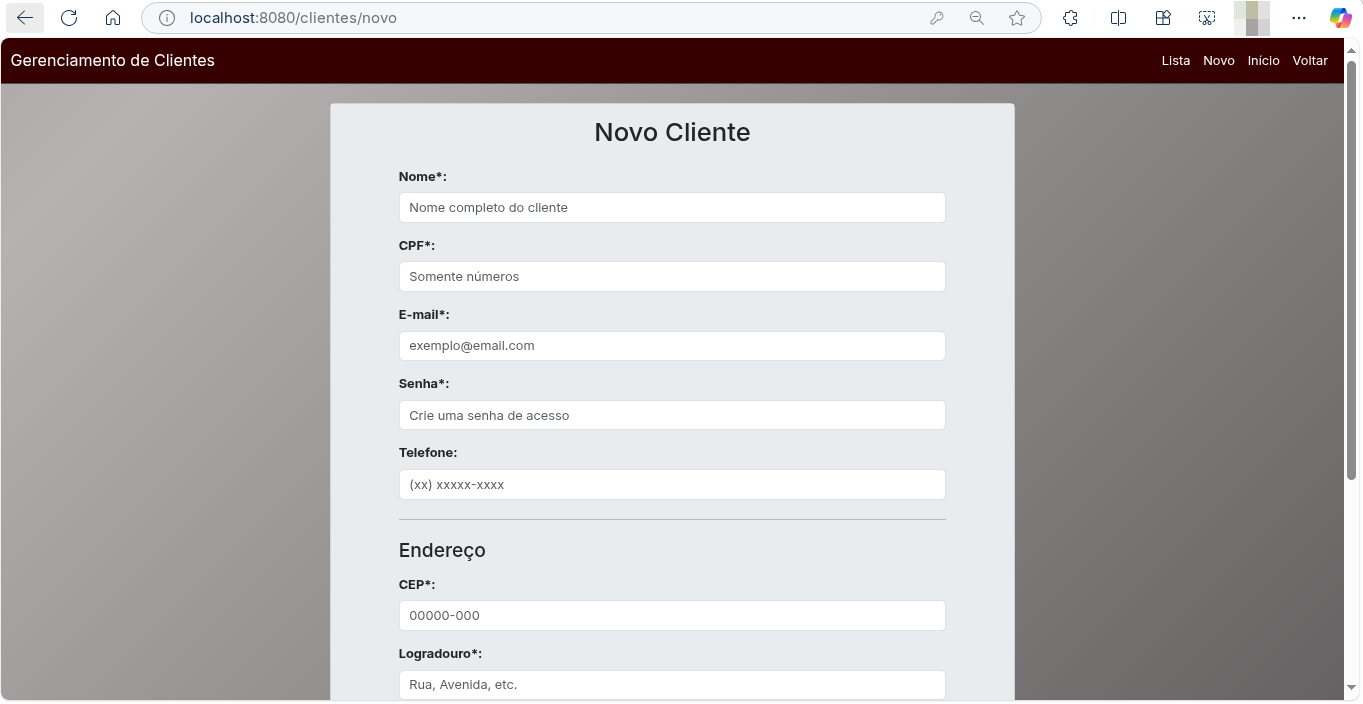 localhost:8080/clientes/novo
Gerenciamento de Clientes Lista Novo Início Voltar
Novo Cliente
Nome*:
Nome completo do cliente
CPF*:
Somente números
E-mail*:
exemplo@email.com
Senha*:
Crie uma senha de acesso
Telefone:
(xx) xxxxx-xxxx
Endereço
CEP*:
00000-000
Logradouro*:
Rua, Avenida, etc.